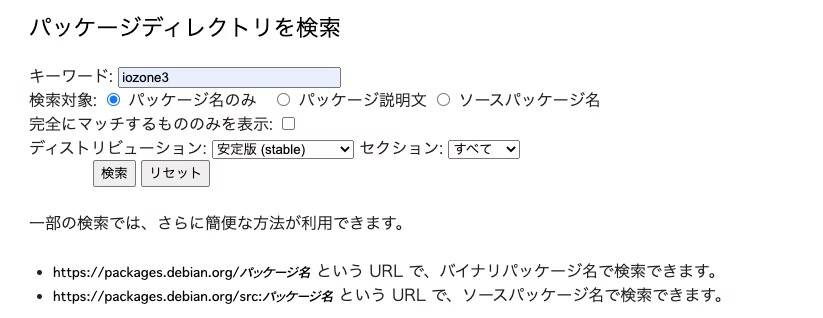 パッケージディレクトリを検索
キーワード: iozone3
検索対象: パッケージ名のみ パッケージ説明文 ソースパッケージ名
完全にマッチするもののみを表示:
ディストリビューション: 安定版 (stable) セクション: すべて
検索 リセット
一部の検索では、さらに簡便な方法が利用できます。
• https://packages.debian.org/パッケージ名 という URL で、バイナリパッケージ名で検索できます。
• https://packages.debian.org/src:パッケージ名 という URL で、ソースパッケージ名で検索できます。